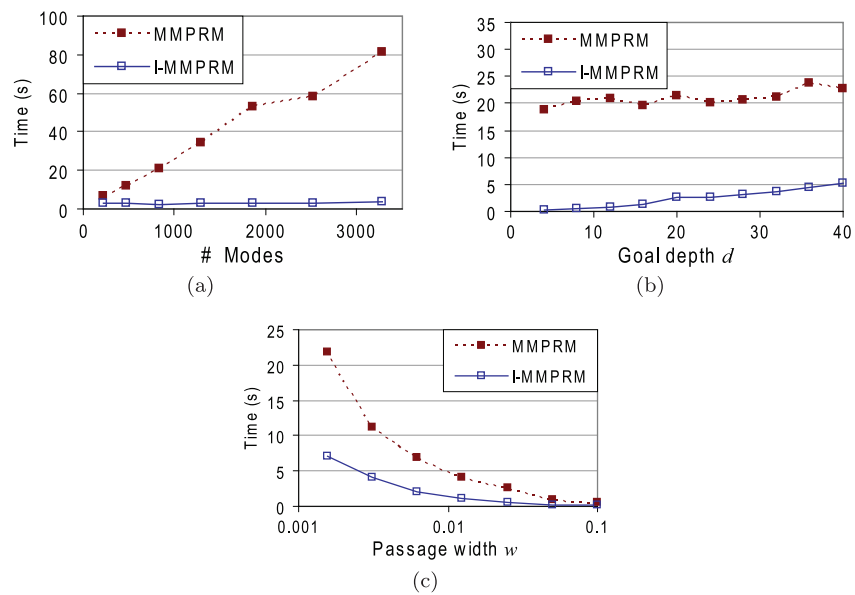 100
80
60
40
20
0
Time (s)
MMPRM
I-MMPRM
0 1000 2000 3000
# Modes
(a)
35
30
25
20
15
10
5
0
Time (s)
MMPRM
I-MMPRM
0 10 20 30 40
Goal depth d
(b)
25
20
15
10
5
0
Time (s)
MMPRM
I-MMPRM
0.001 0.01 0.1
Passage width w
(c)